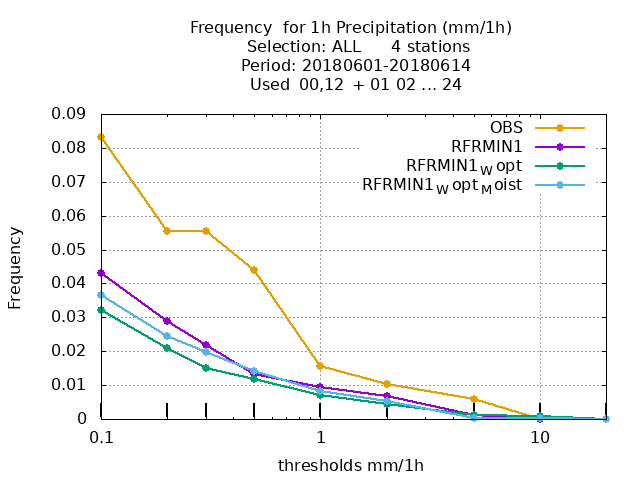 Frequency for 1h Precipitation (mm/1h)
Selection: ALL 4 stations
Period: 20180601-20180614
Used 00,12 + 01 02 ... 24
0.09
0.08
0.07
0.06
0.05
0.04
0.03
0.02
0.01
0
Frequency
OBS
RFRMIN1
RFRMIN1Wopt
RFRMIN1WoptMoist
0.1 1 10
thresholds mm/1h